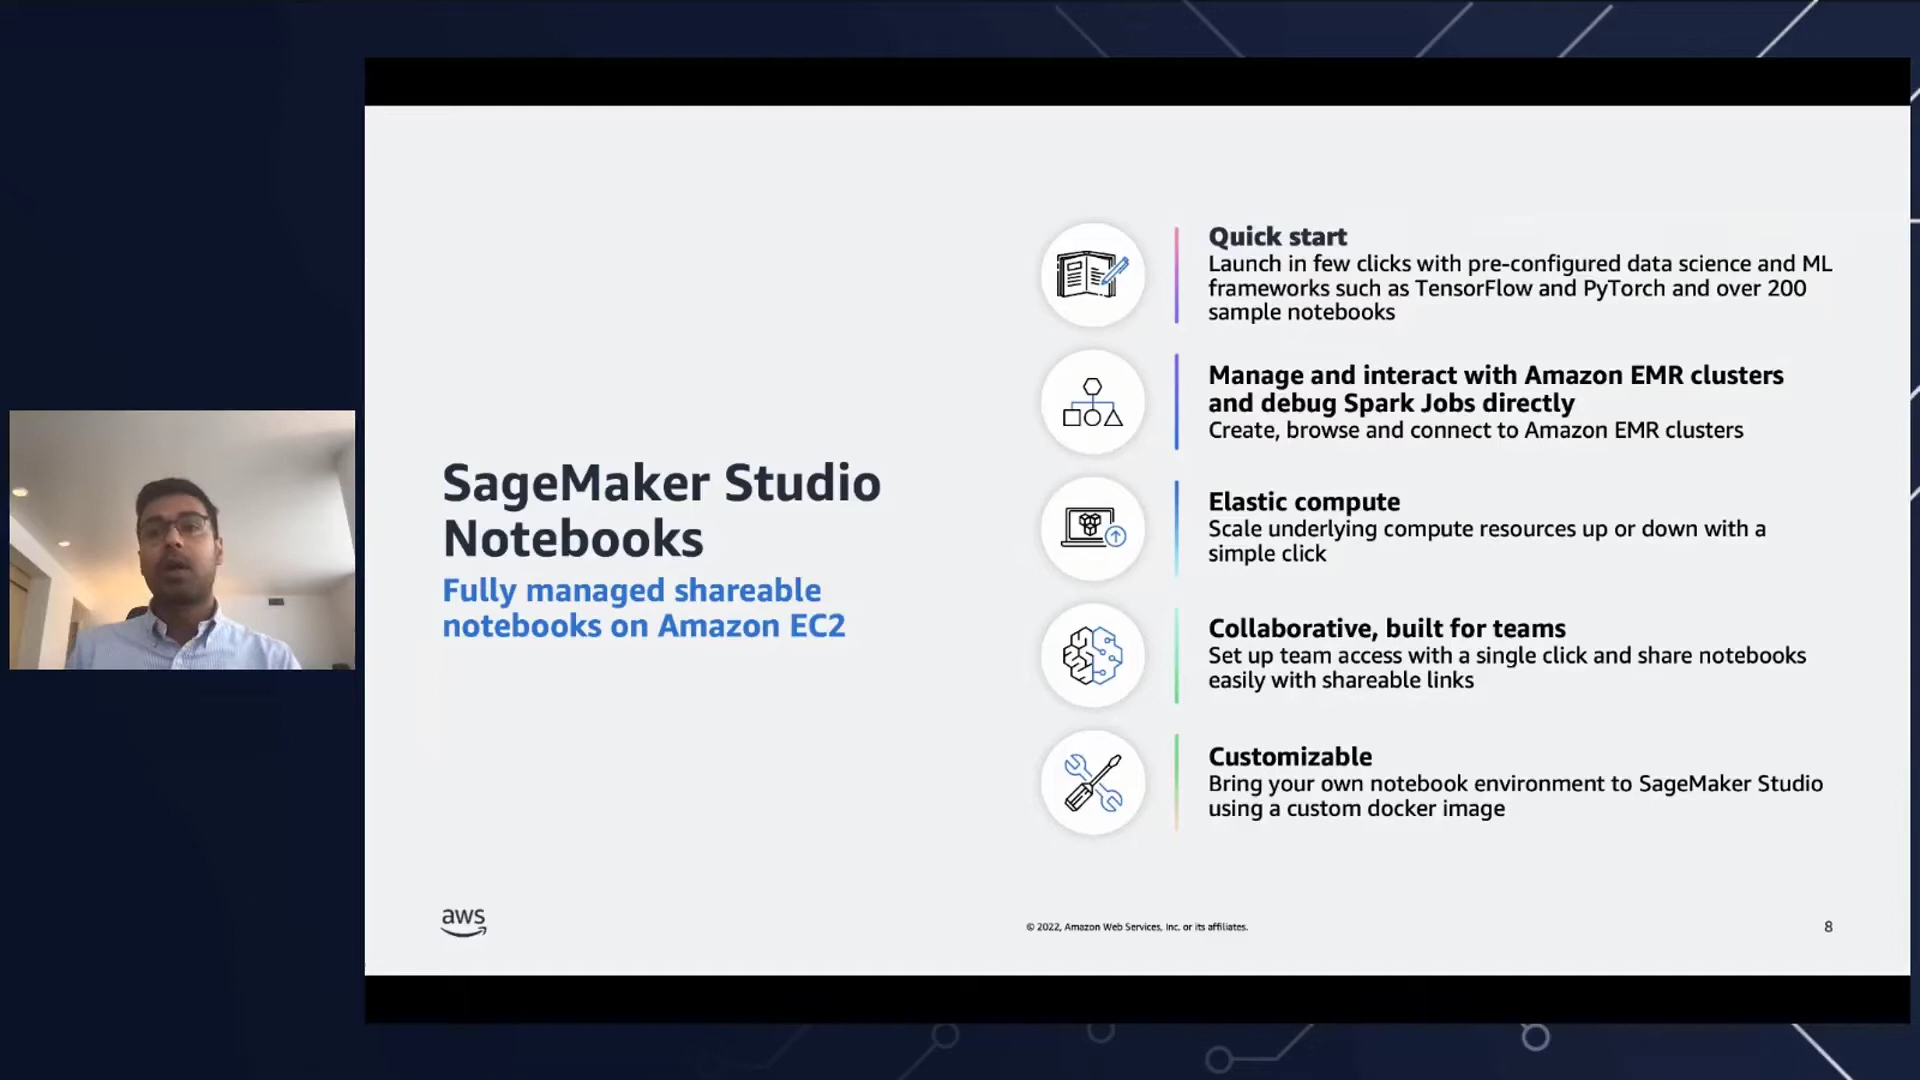 SageMaker Studio
Notebooks
Fully managed shareable
notebooks on Amazon EC2
Quick start
Launch in few clicks with pre-configured data science and ML
frameworks such as TensorFlow and PyTorch and over 200
sample notebooks
Manage and interact with Amazon EMR clusters
and debug Spark Jobs directly
Create, browse and connect to Amazon EMR clusters
Elastic compute
Scale underlying compute resources up or down with a
simple click
Collaborative, built for teams
Set up team access with a single click and share notebooks
easily with shareable links
Customizable
Bring your own notebook environment to SageMaker Studio
using a custom docker image
aws
© 2022, Amazon Web Services, Inc. or its affiliates.
8